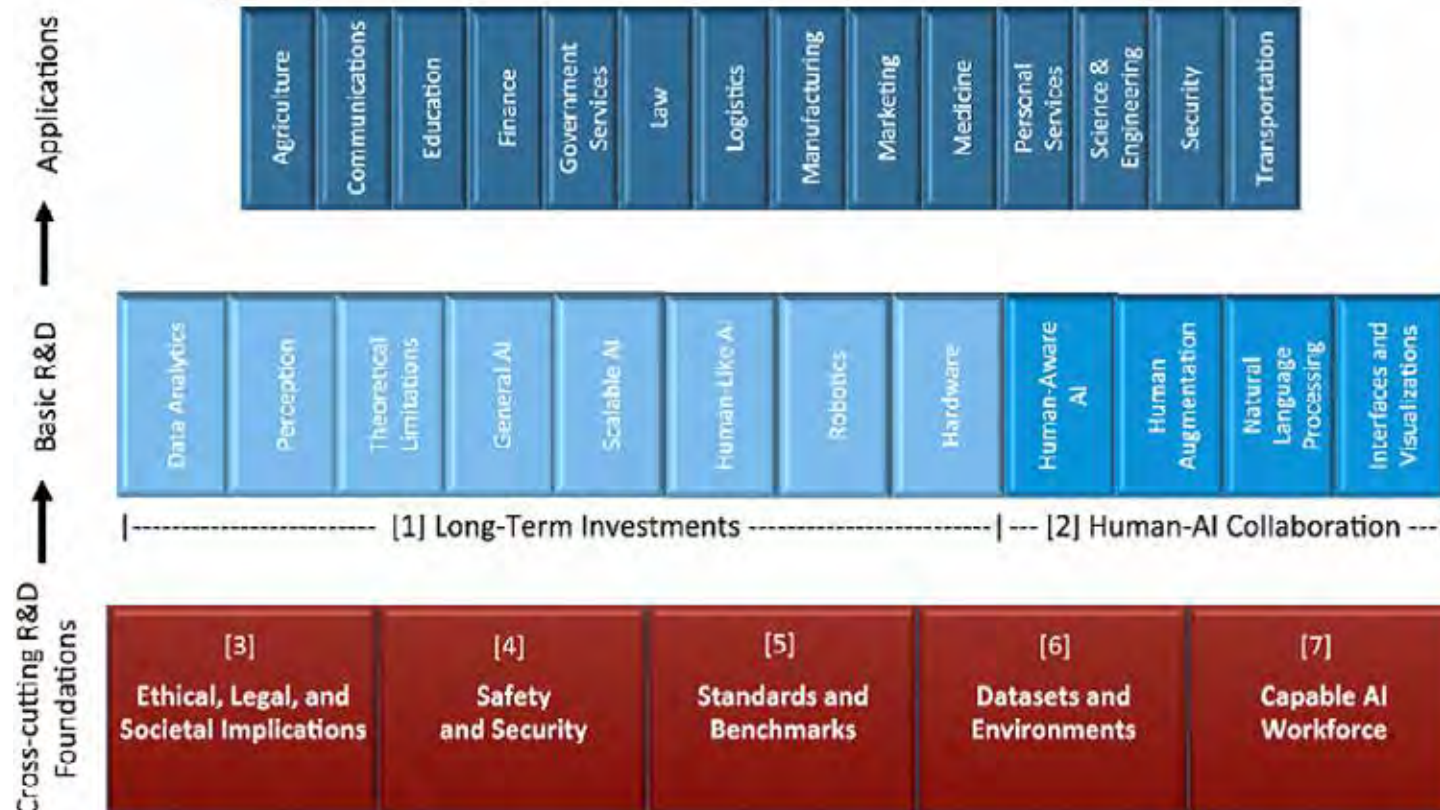 Applications
Agriculture
Communications
Education
Finance
Government
Services
Law
Logistics
Manufacturing
Marketing
Medicine
Personal
Services
Science &
Engineering
Security
Transportation
Basic R&D
Data Analytics
Perception
Theoretical
Limitations
General AI
Scalable AI
Human-Like AI
Robotics
Hardware
Human-Aware
AI
Human
Augmentation
Natural
Language
Processing
Interfaces and
Visualizations
|------------------------- [1] Long-Term Investments -------------------------|--- [2] Human-AI Collaboration ---
Cross-cutting R&D
Foundations
[3]
Ethical, Legal, and
Societal Implications
[4]
Safety
and Security
[5]
Standards and
Benchmarks
[6]
Datasets and
Environments
[7]
Capable AI
Workforce